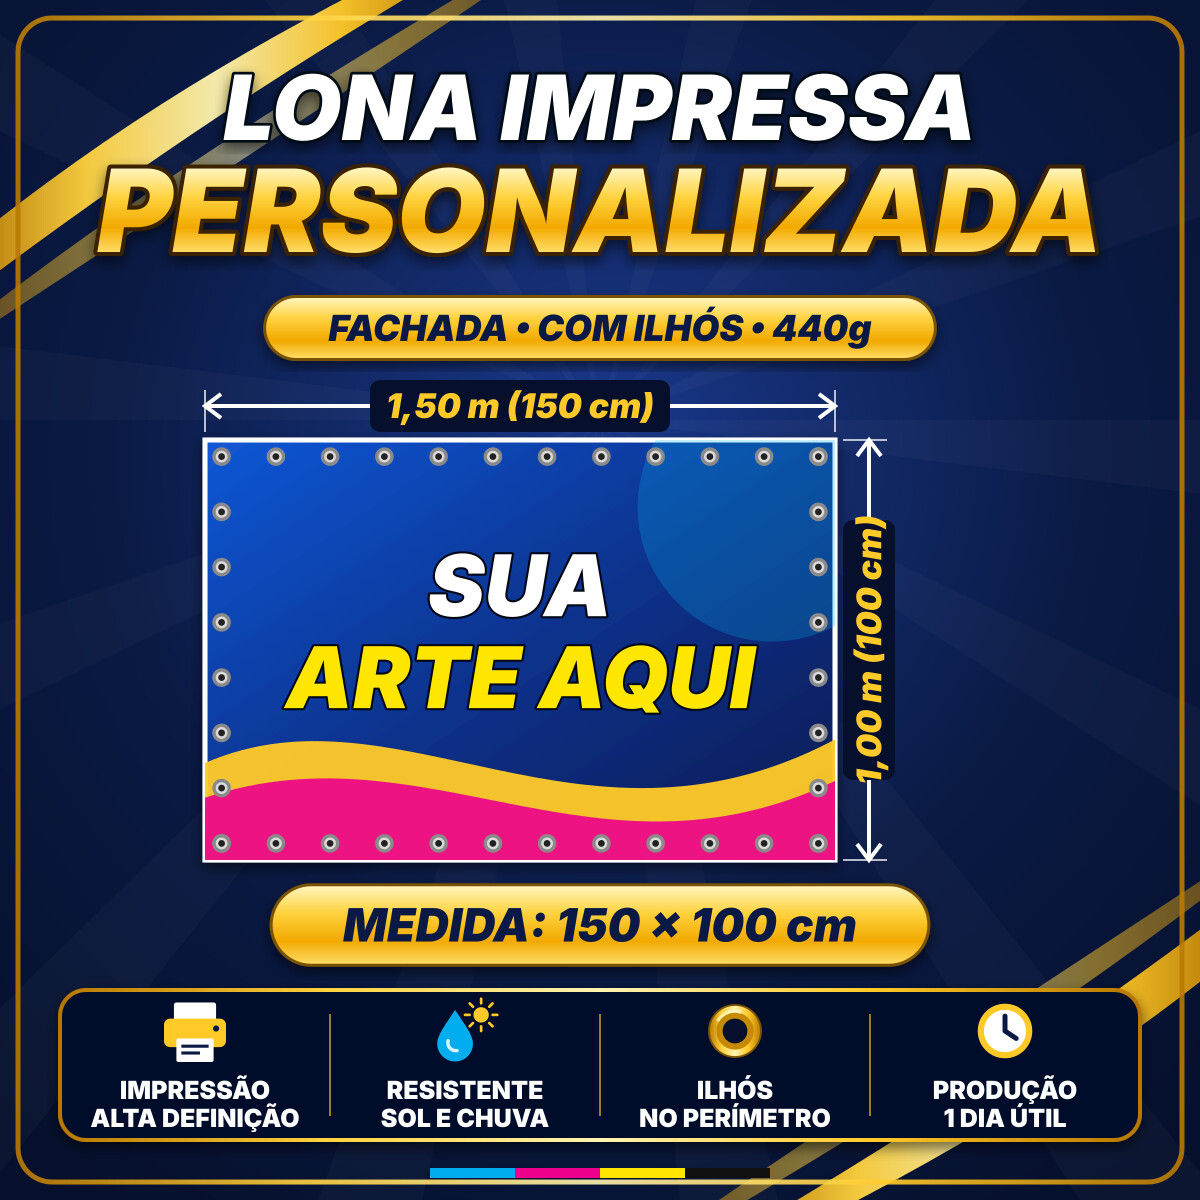 LONA IMPRESSA
PERSONALIZADA
FACHADA • COM ILHÓS • 440g
1,50 m (150 cm)
SUA
ARTE AQUI
1,00 m (100 cm)
MEDIDA: 150 × 100 cm
IMPRESSÃO
ALTA DEFINIÇÃO
RESISTENTE
SOL E CHUVA
ILHÓS
NO PERÍMETRO
PRODUÇÃO
1 DIA ÚTIL